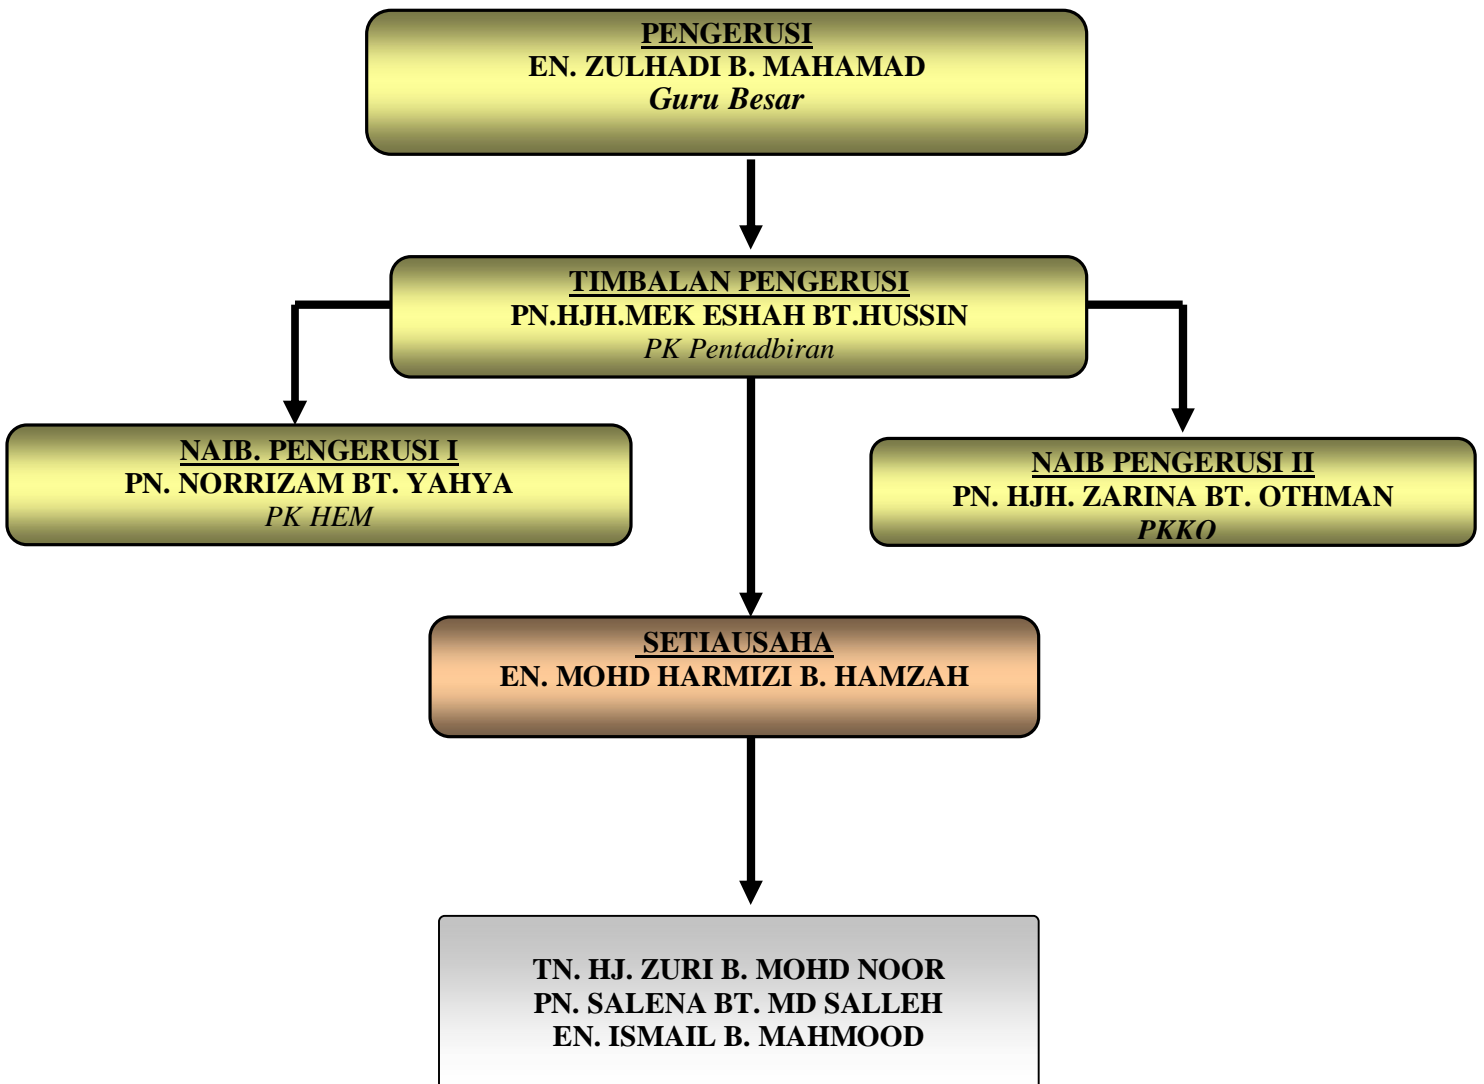 PENGERUSI
EN. ZULHADI B. MAHAMAD
Guru Besar
TIMBALAN PENGERUSI
PN.HJH.MEK ESHAH BT.HUSSIN
PK Pentadbiran
NAIB. PENGERUSI I
PN. NORRIZAM BT. YAHYA
PK HEM
NAIB PENGERUSI II
PN. HJH. ZARINA BT. OTHMAN
PKKO
SETIAUSAHA
EN. MOHD HARMIZI B. HAMZAH
TN. HJ. ZURI B. MOHD NOOR
PN. SALENA BT. MD SALLEH
EN. ISMAIL B. MAHMOOD